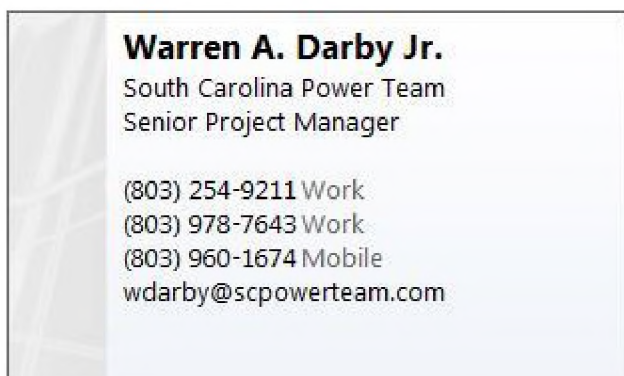 Warren A. Darby Jr.
South Carolina Power Team
Senior Project Manager
(803) 254-9211 Work
(803) 978-7643 Work
(803) 960-1674 Mobile
wdarby@scpowerteam.com